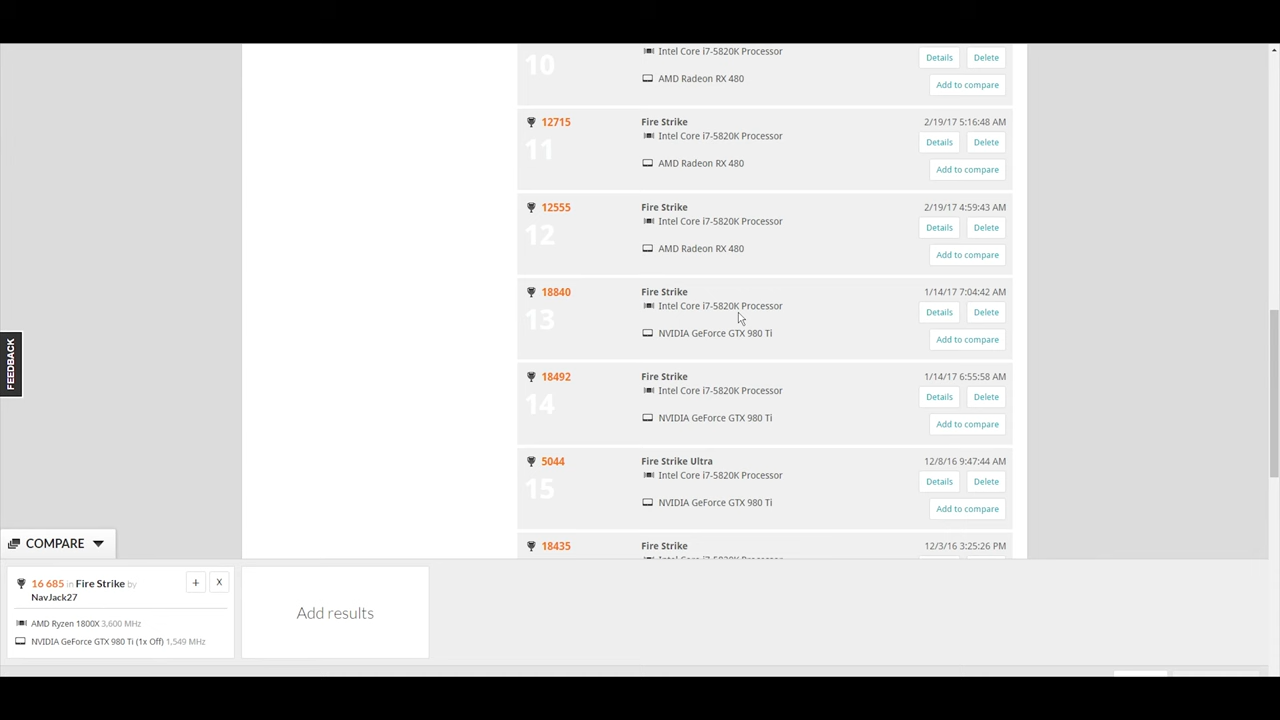 Intel Core i7-5820K Processor
10
AMD Radeon RX 480
Details Delete
Add to compare
12715
11
Fire Strike
Intel Core i7-5820K Processor
AMD Radeon RX 480
2/19/17 5:16:48 AM
Details Delete
Add to compare
12555
12
Fire Strike
Intel Core i7-5820K Processor
AMD Radeon RX 480
2/19/17 4:59:43 AM
Details Delete
Add to compare
18840
13
Fire Strike
Intel Core i7-5820K Processor
NVIDIA GeForce GTX 980 Ti
1/14/17 7:04:42 AM
Details Delete
Add to compare
18492
14
Fire Strike
Intel Core i7-5820K Processor
NVIDIA GeForce GTX 980 Ti
1/14/17 6:55:58 AM
Details Delete
Add to compare
5044
15
Fire Strike Ultra
Intel Core i7-5820K Processor
NVIDIA GeForce GTX 980 Ti
12/8/16 9:47:44 AM
Details Delete
Add to compare
18435
Fire Strike
Intel Core i7-5820K Processor
12/3/16 3:25:26 PM
FEEDBACK
COMPARE
16 685 in Fire Strike by
NavJack27
+ X
AMD Ryzen 1800X 3,600 MHz
NVIDIA GeForce GTX 980 Ti (1x Off) 1,549 MHz
Add results